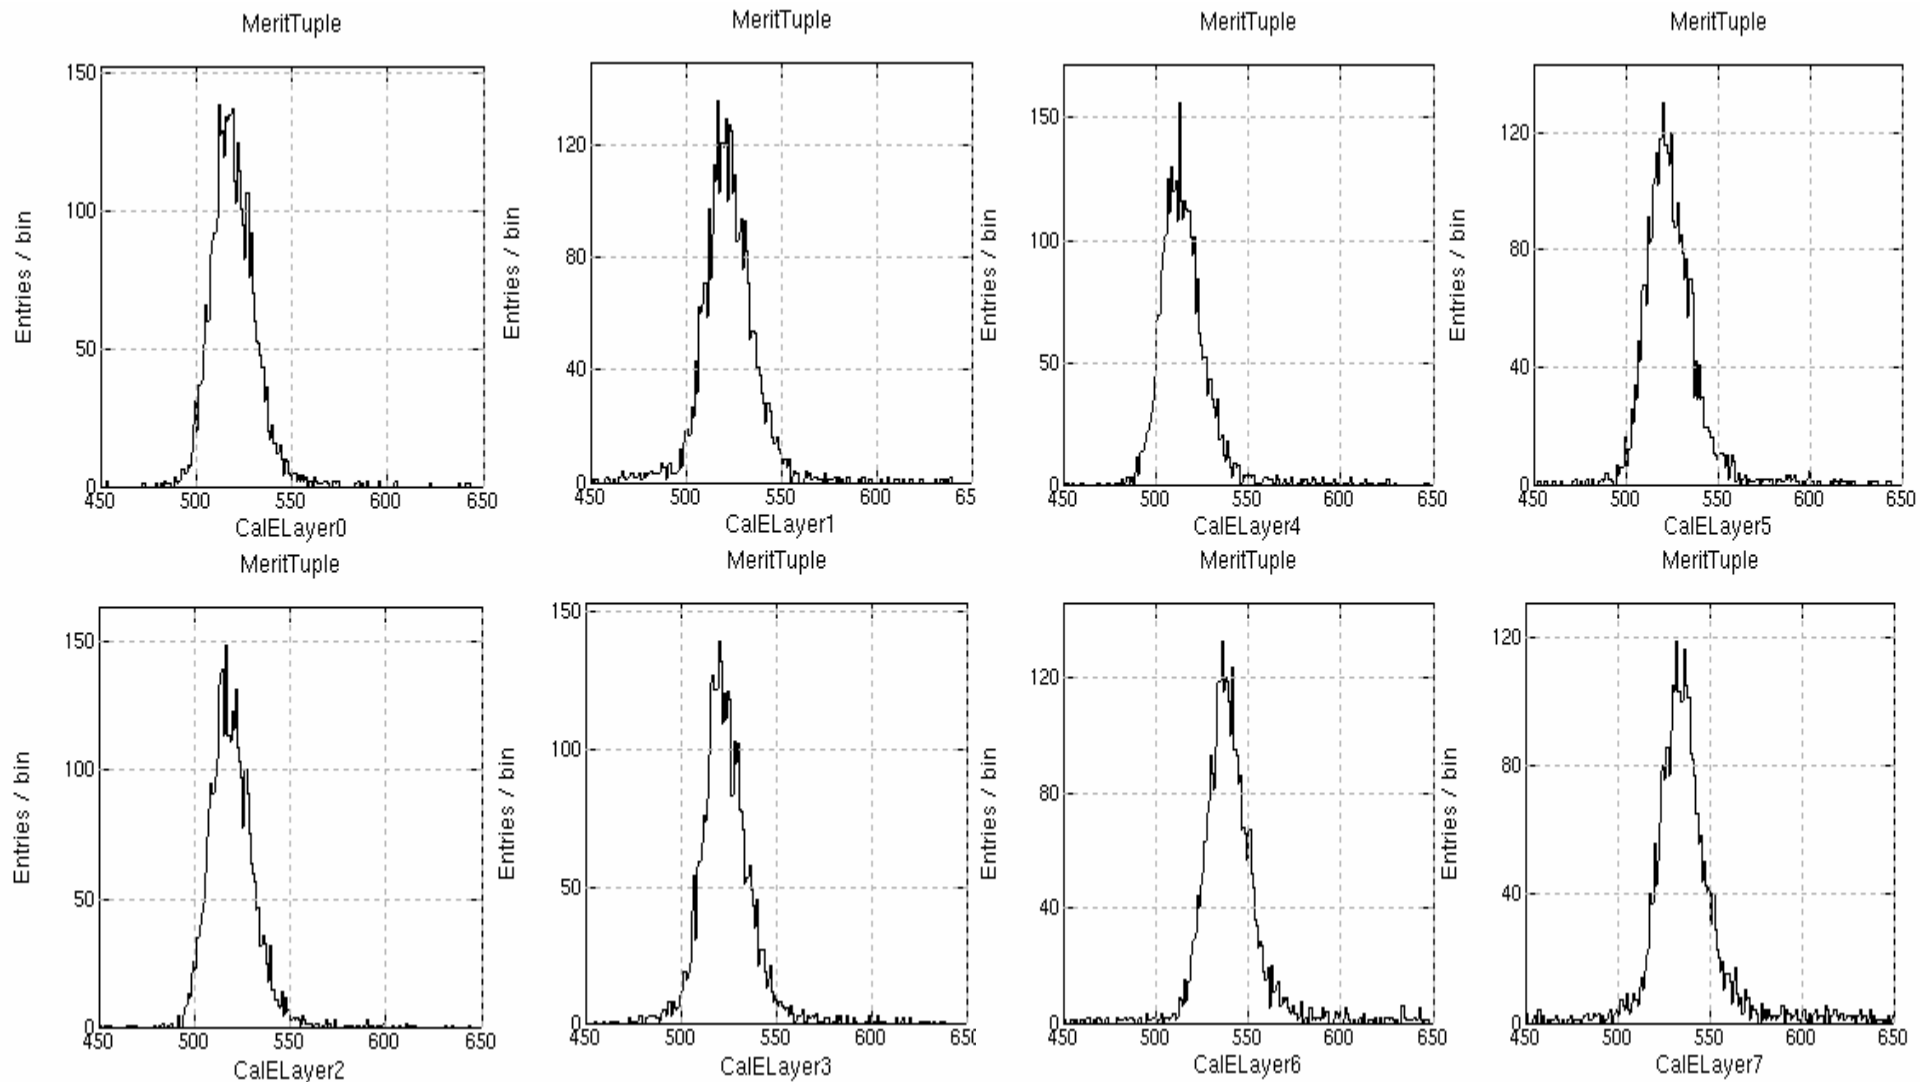 MeritTuple
Entries / bin
150
100
50
0
450 500 550 600 650
CalELayer0
MeritTuple
Entries / bin
120
80
40
0
450 500 550 600 65
CalELayer1
MeritTuple
Entries / bin
150
100
50
0
450 500 550 600 650
CalELayer4
MeritTuple
Entries / bin
120
80
40
0
450 500 550 600 650
CalELayer5
MeritTuple
Entries / bin
150
100
50
0
450 500 550 600 650
CalELayer2
MeritTuple
Entries / bin
150
100
50
0
450 500 550 600 650
CalELayer3
MeritTuple
Entries / bin
120
80
40
0
450 500 550 600 650
CalELayer6
MeritTuple
Entries / bin
120
80
40
0
450 500 550 600 650
CalELayer7